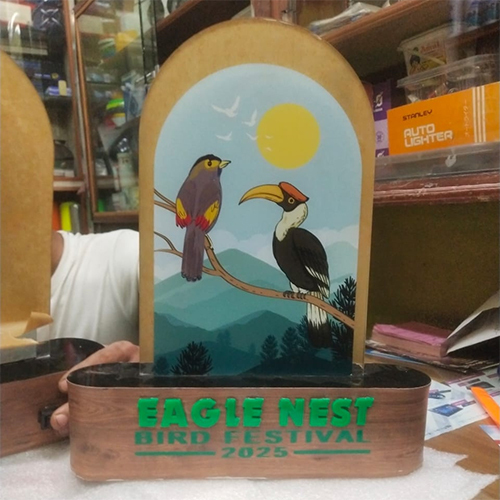 STANLEY
AUTO
LIGHTER
EAGLE NEST
BIRD FESTIVAL
2025